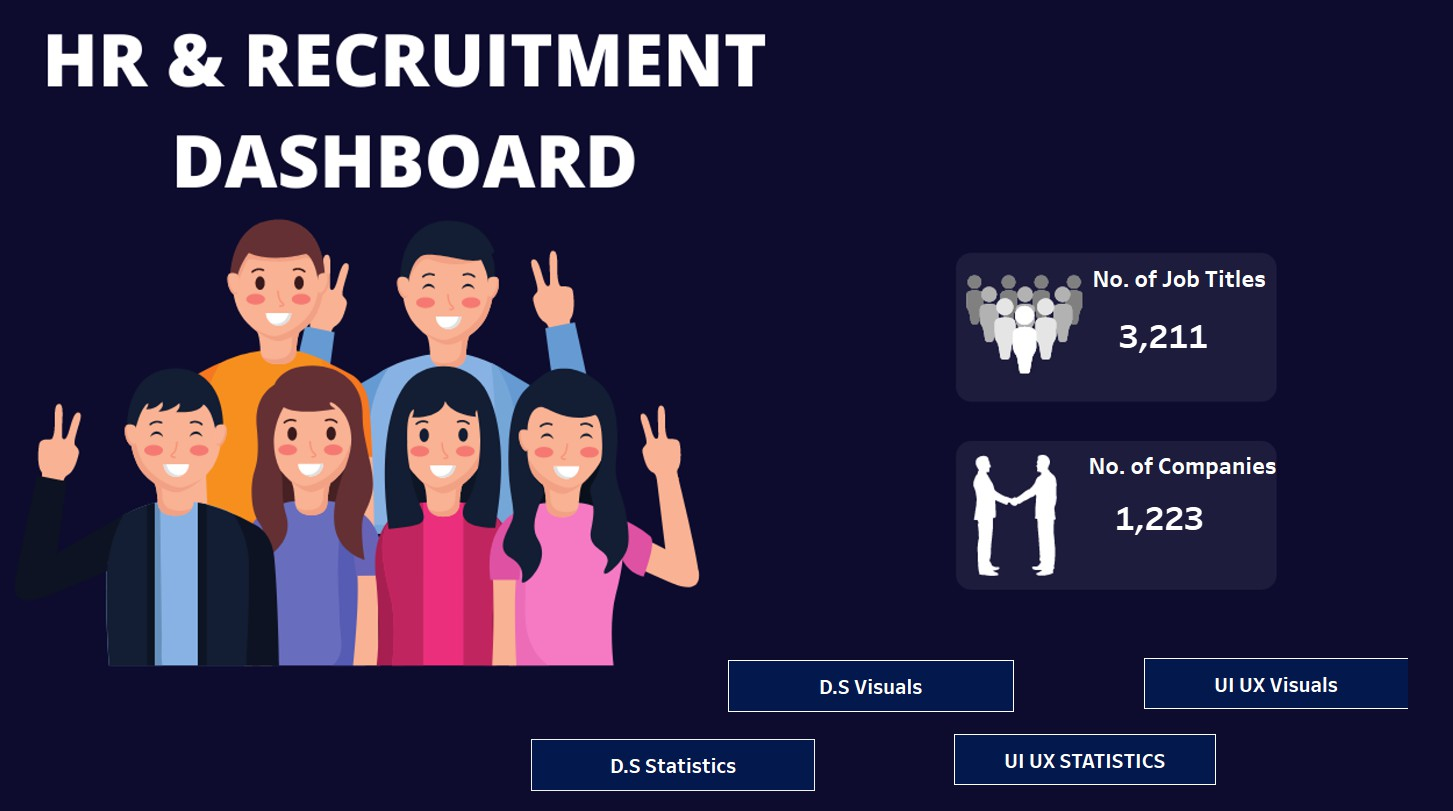 HR & RECRUITMENT
DASHBOARD
No. of Job Titles
3,211
No. of Companies
1,223
D.S Visuals
UI UX Visuals
D.S Statistics
UI UX STATISTICS